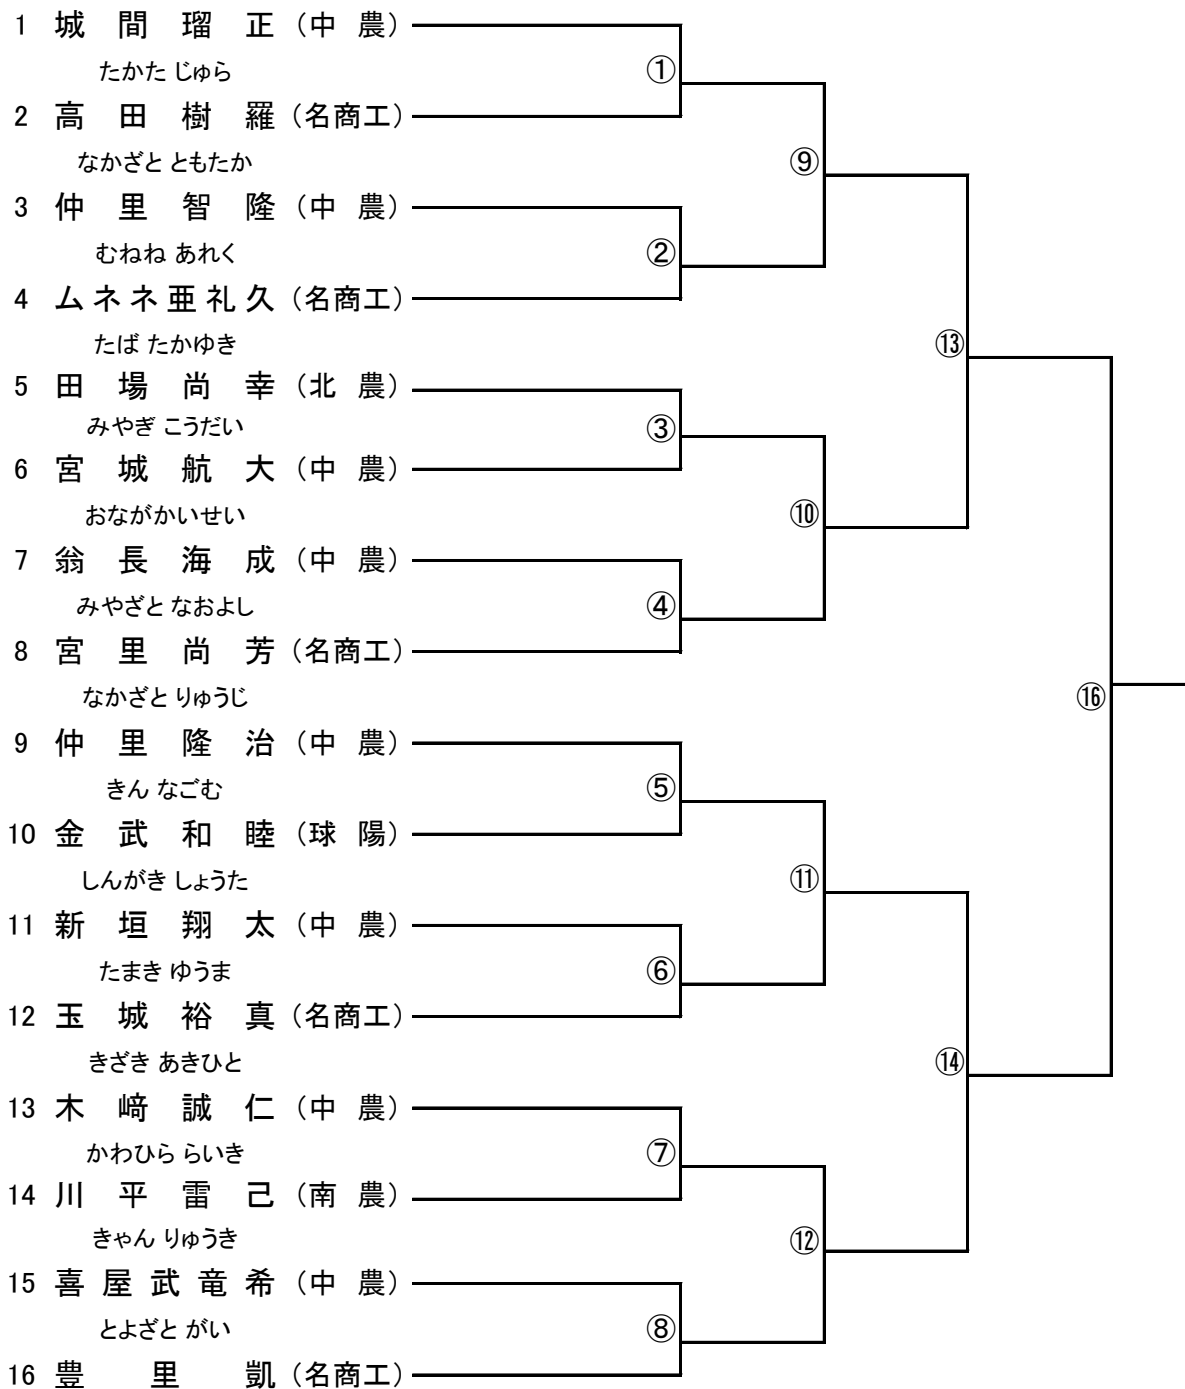 1 城間瑠正（中農）
たかた じゅら
①
2 高田樹羅（名商工）
なかざと ともたか
⑨
3 仲里智隆（中農）
むねね あれく
②
4 ムネネ亜礼久（名商工）
たば たかゆき
⑬
5 田場尚幸（北農）
みやぎ こうだい
③
6 宮城航大（中農）
おながかいせい
⑩
7 翁長海成（中農）
みやざと なおよし
④
8 宮里尚芳（名商工）
なかざと りゅうじ
⑯
9 仲里隆治（中農）
きん なごむ
⑤
10 金武和睦（球陽）
しんがき しょうた
⑪
11 新垣翔太（中農）
たまき ゆうま
⑥
12 玉城裕真（名商工）
きざき あきひと
⑭
13 木﨑誠仁（中農）
かわひら らいき
⑦
14 川平雷己（南農）
きゃん りゅうき
⑫
15 喜屋武竜希（中農）
とよざと がい
⑧
16 豊里凱（名商工）